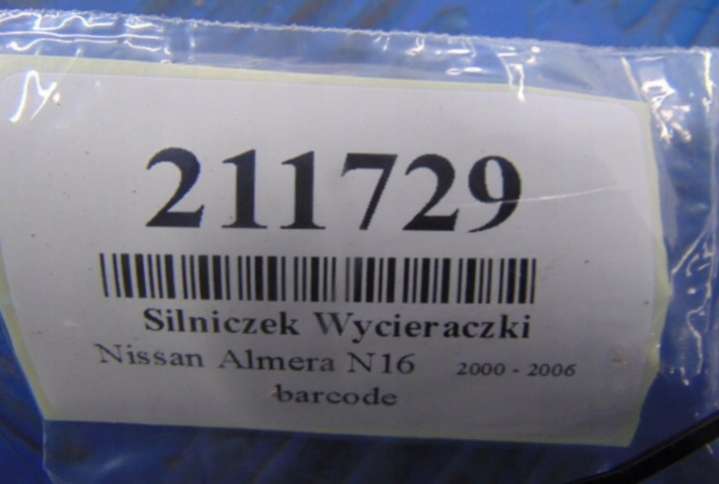 211729
Silniczek Wycieraczki
Nissan Almera N16 2000 - 2006
barcode